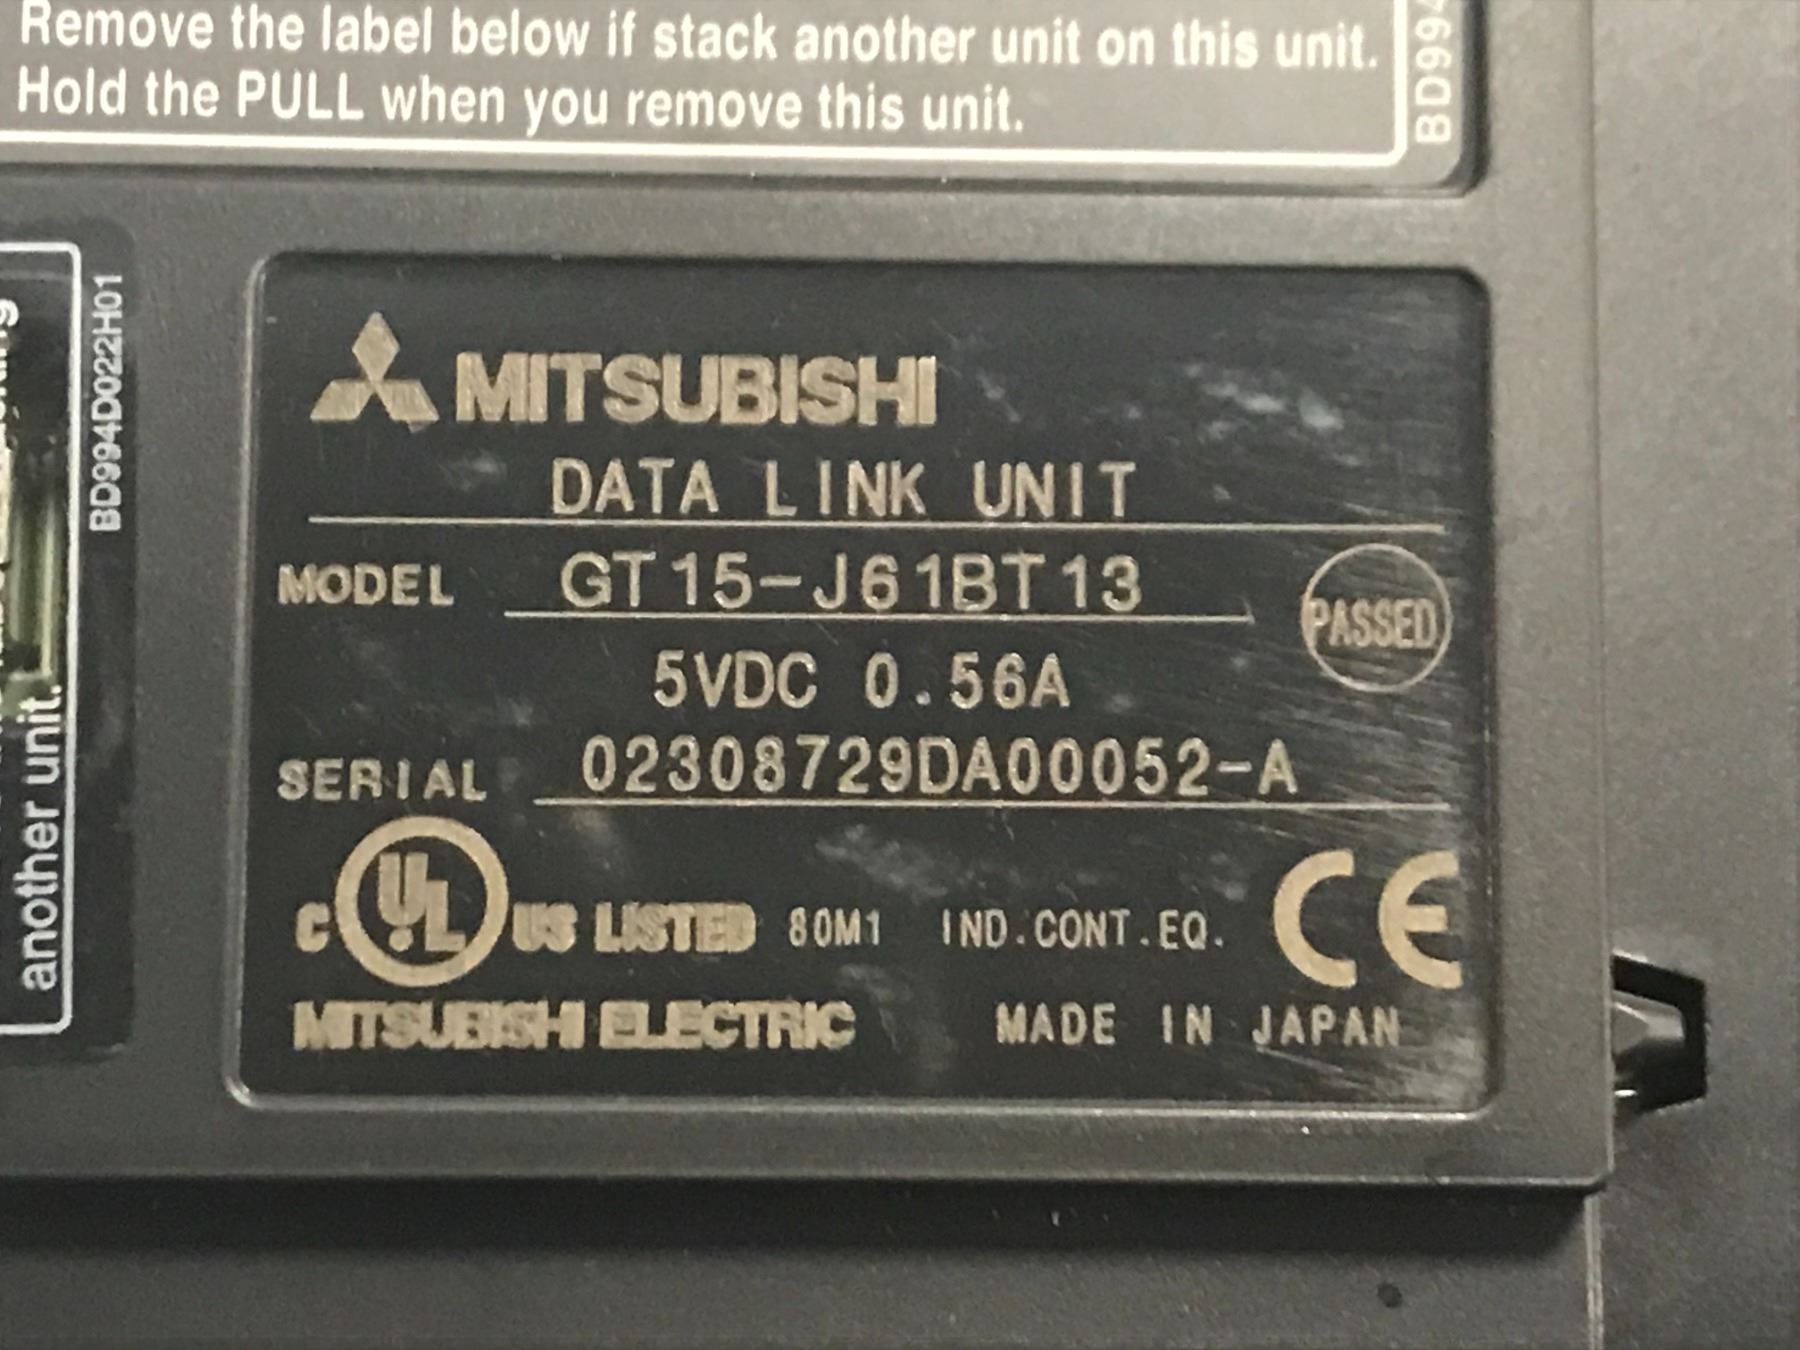 Remove the label below if stack another unit on this unit.
Hold the PULL when you remove this unit.
BD994
another unit.
BD994D022H01
MITSUBISHI
DATA LINK UNIT
MODEL GT15-J61BT13
PASSED
5VDC 0.56A
SERIAL 02308729DA00052-A
C UL US LISTED 80M1 IND.CONT.EQ. CE
MITSUBISHI ELECTRIC MADE IN JAPAN